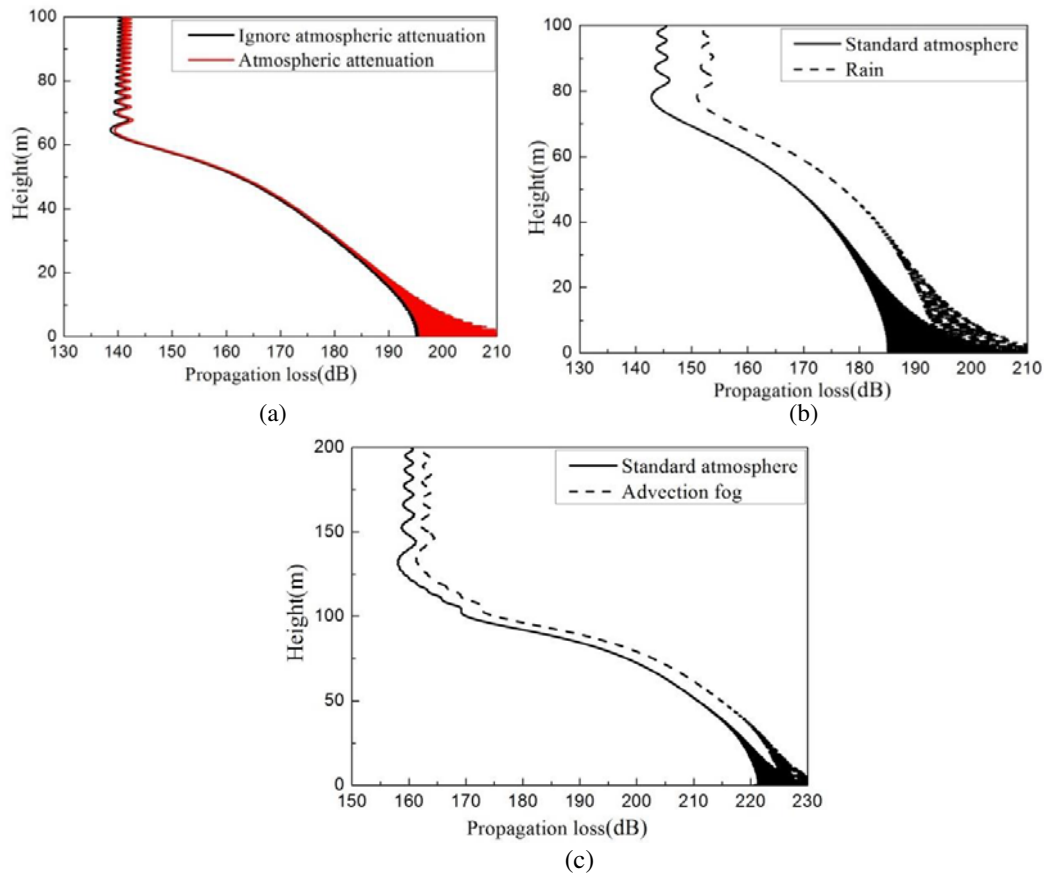 100
80
60
40
20
0
Height(m)
Ignore atmospheric attenuation
Atmospheric attenuation
130 140 150 160 170 180 190 200 210
Propagation loss(dB)
(a)
100
80
60
40
20
0
Height(m)
Standard atmosphere
Rain
130 140 150 160 170 180 190 200 210
Propagation loss(dB)
(b)
200
150
100
50
0
Height(m)
Standard atmosphere
Advection fog
150 160 170 180 190 200 210 220 230
Propagation loss(dB)
(c)